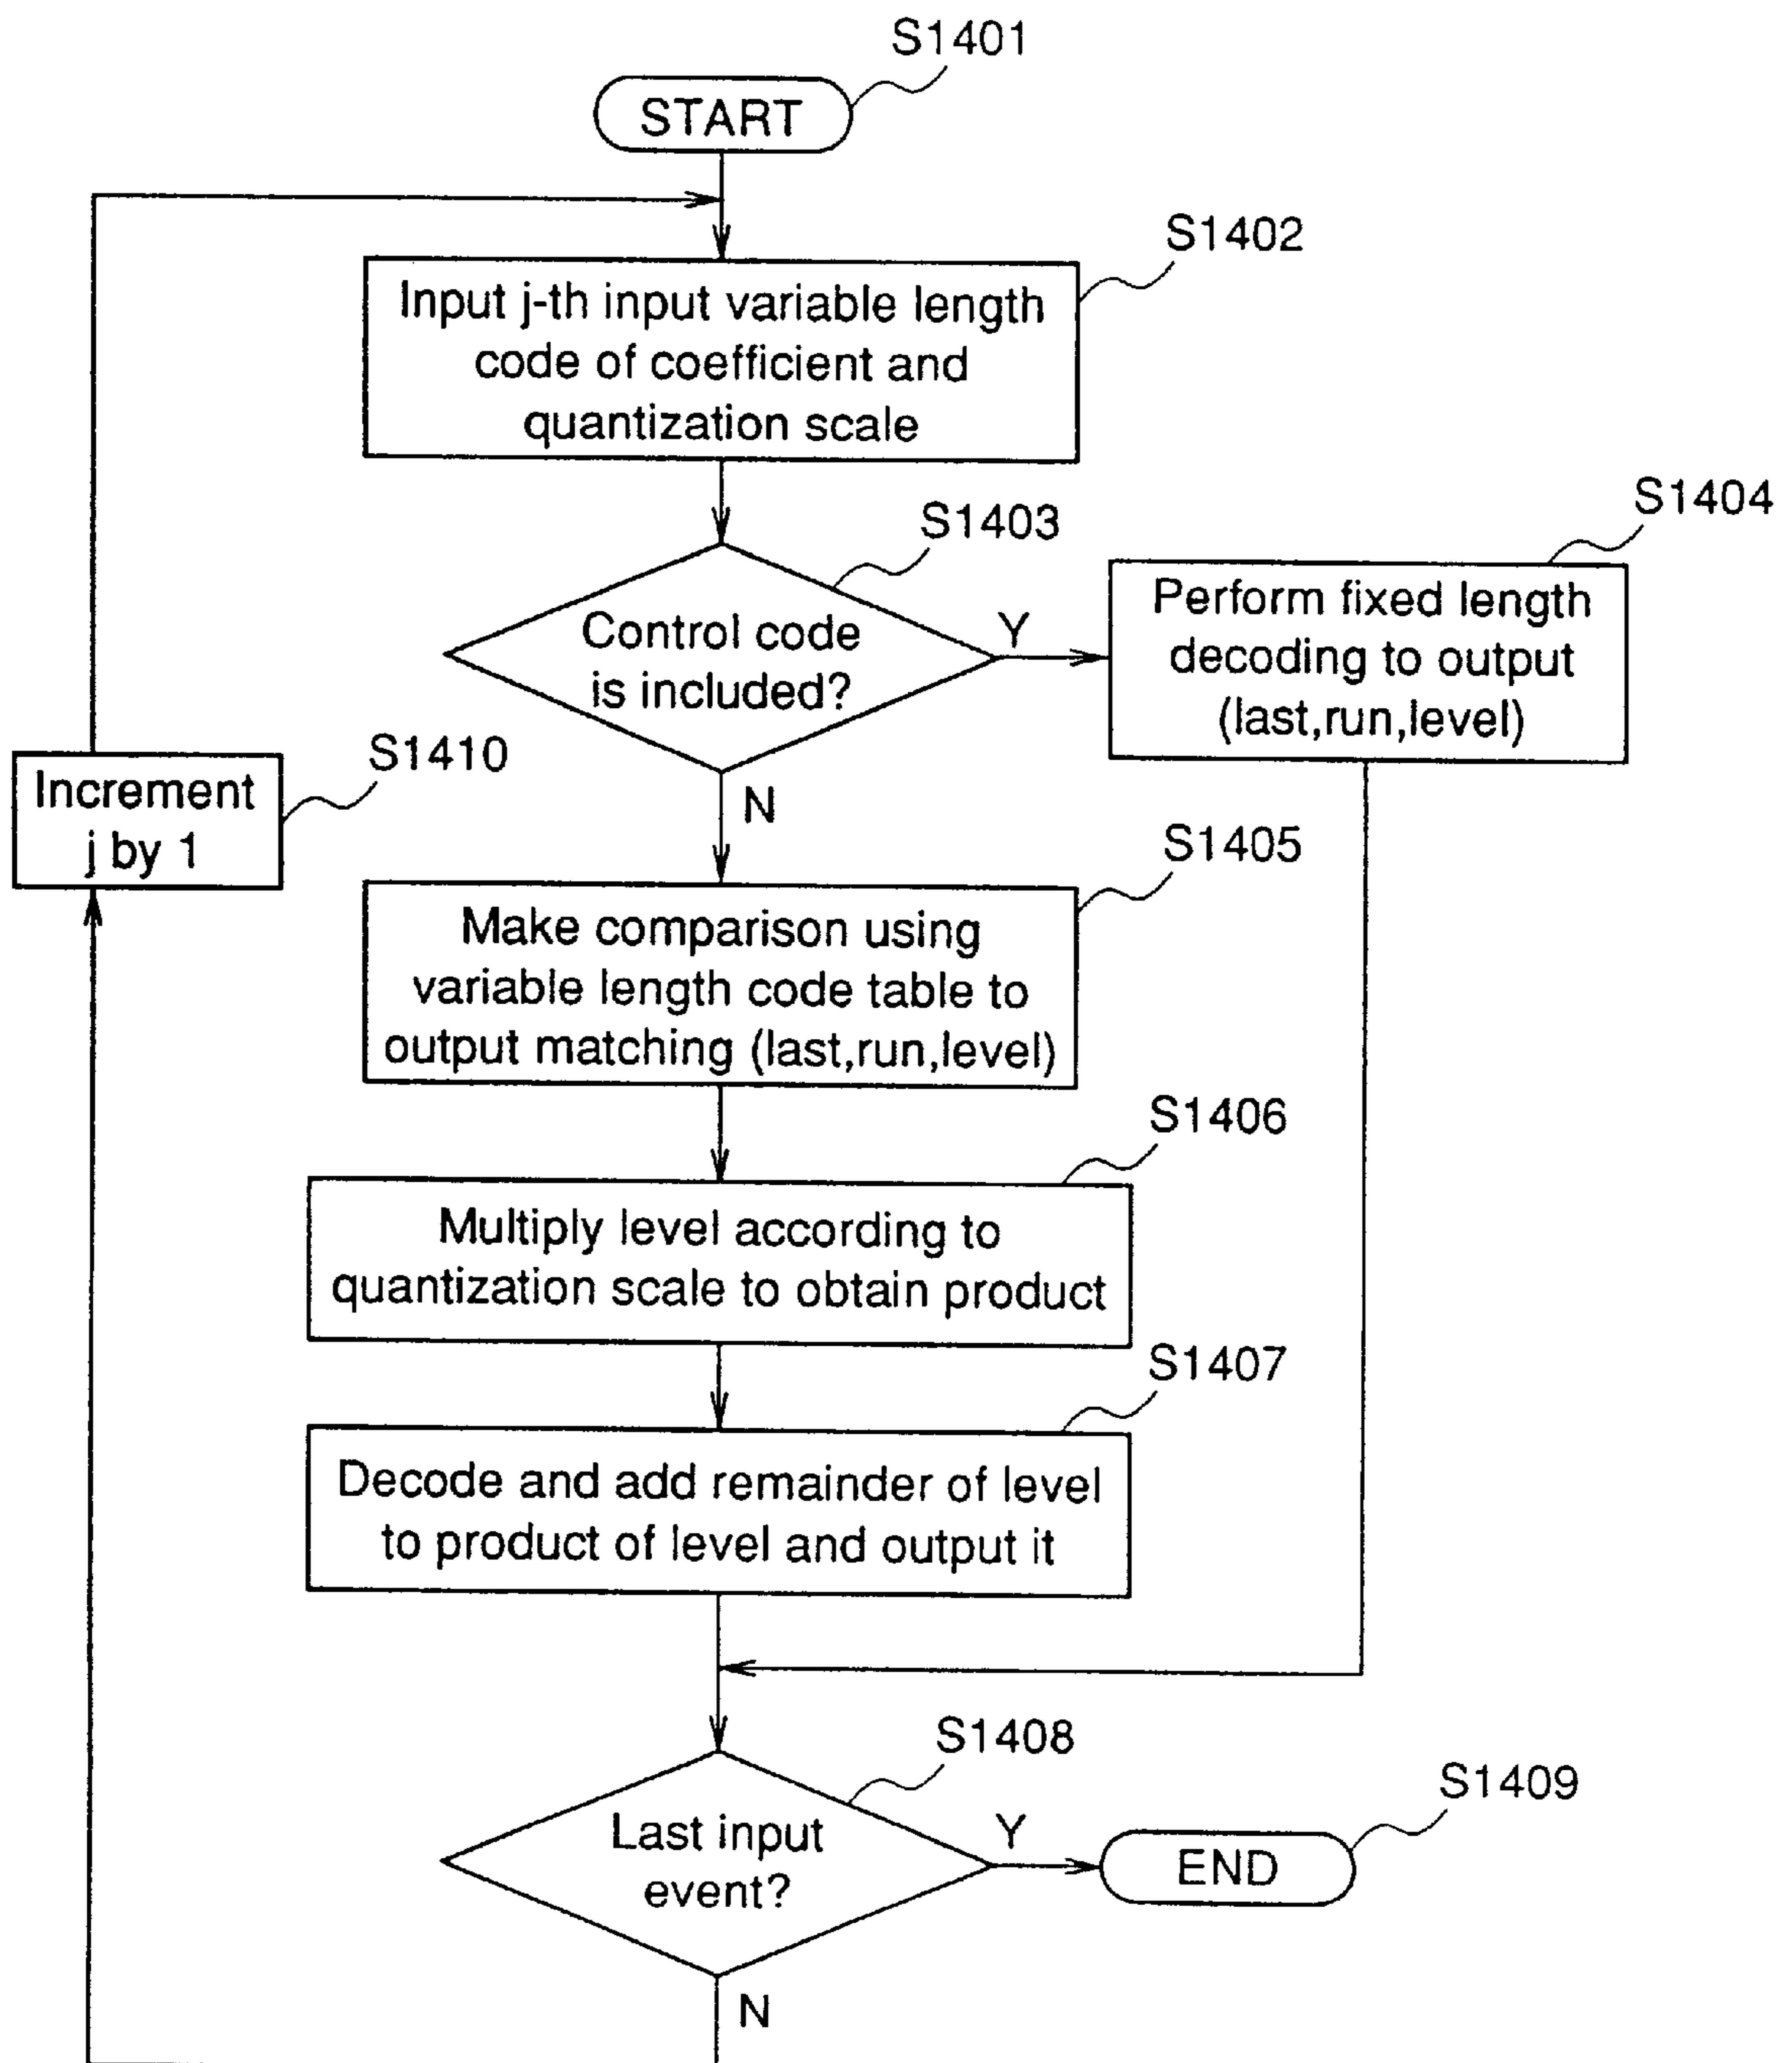 S1401
START
S1402
Input j-th input variable length
code of coefficient and
quantization scale
S1403
Control code
is included?
Y
N
S1404
Perform fixed length
decoding to output
(last,run,level)
S1410
Increment
j by 1
S1405
Make comparison using
variable length code table to
output matching (last,run,level)
S1406
Multiply level according to
quantization scale to obtain product
S1407
Decode and add remainder of level
to product of level and output it
S1408
Last input
event?
Y
N
S1409
END